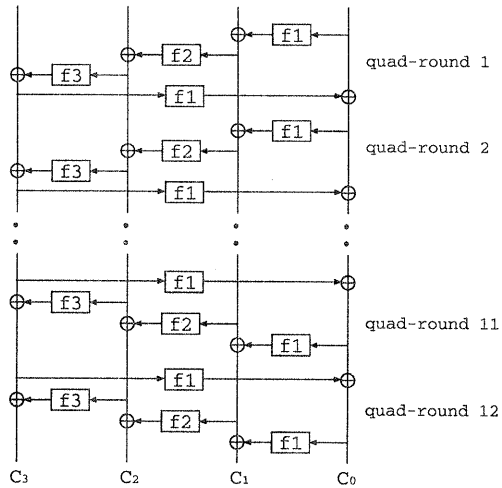 f1
f2
f3
quad-round 1
f1
f1
f2
f3
quad-round 2
f1
f1
f3
f2
quad-round 11
f1
f1
f3
f2
quad-round 12
f1
C3 C2 C1 C0